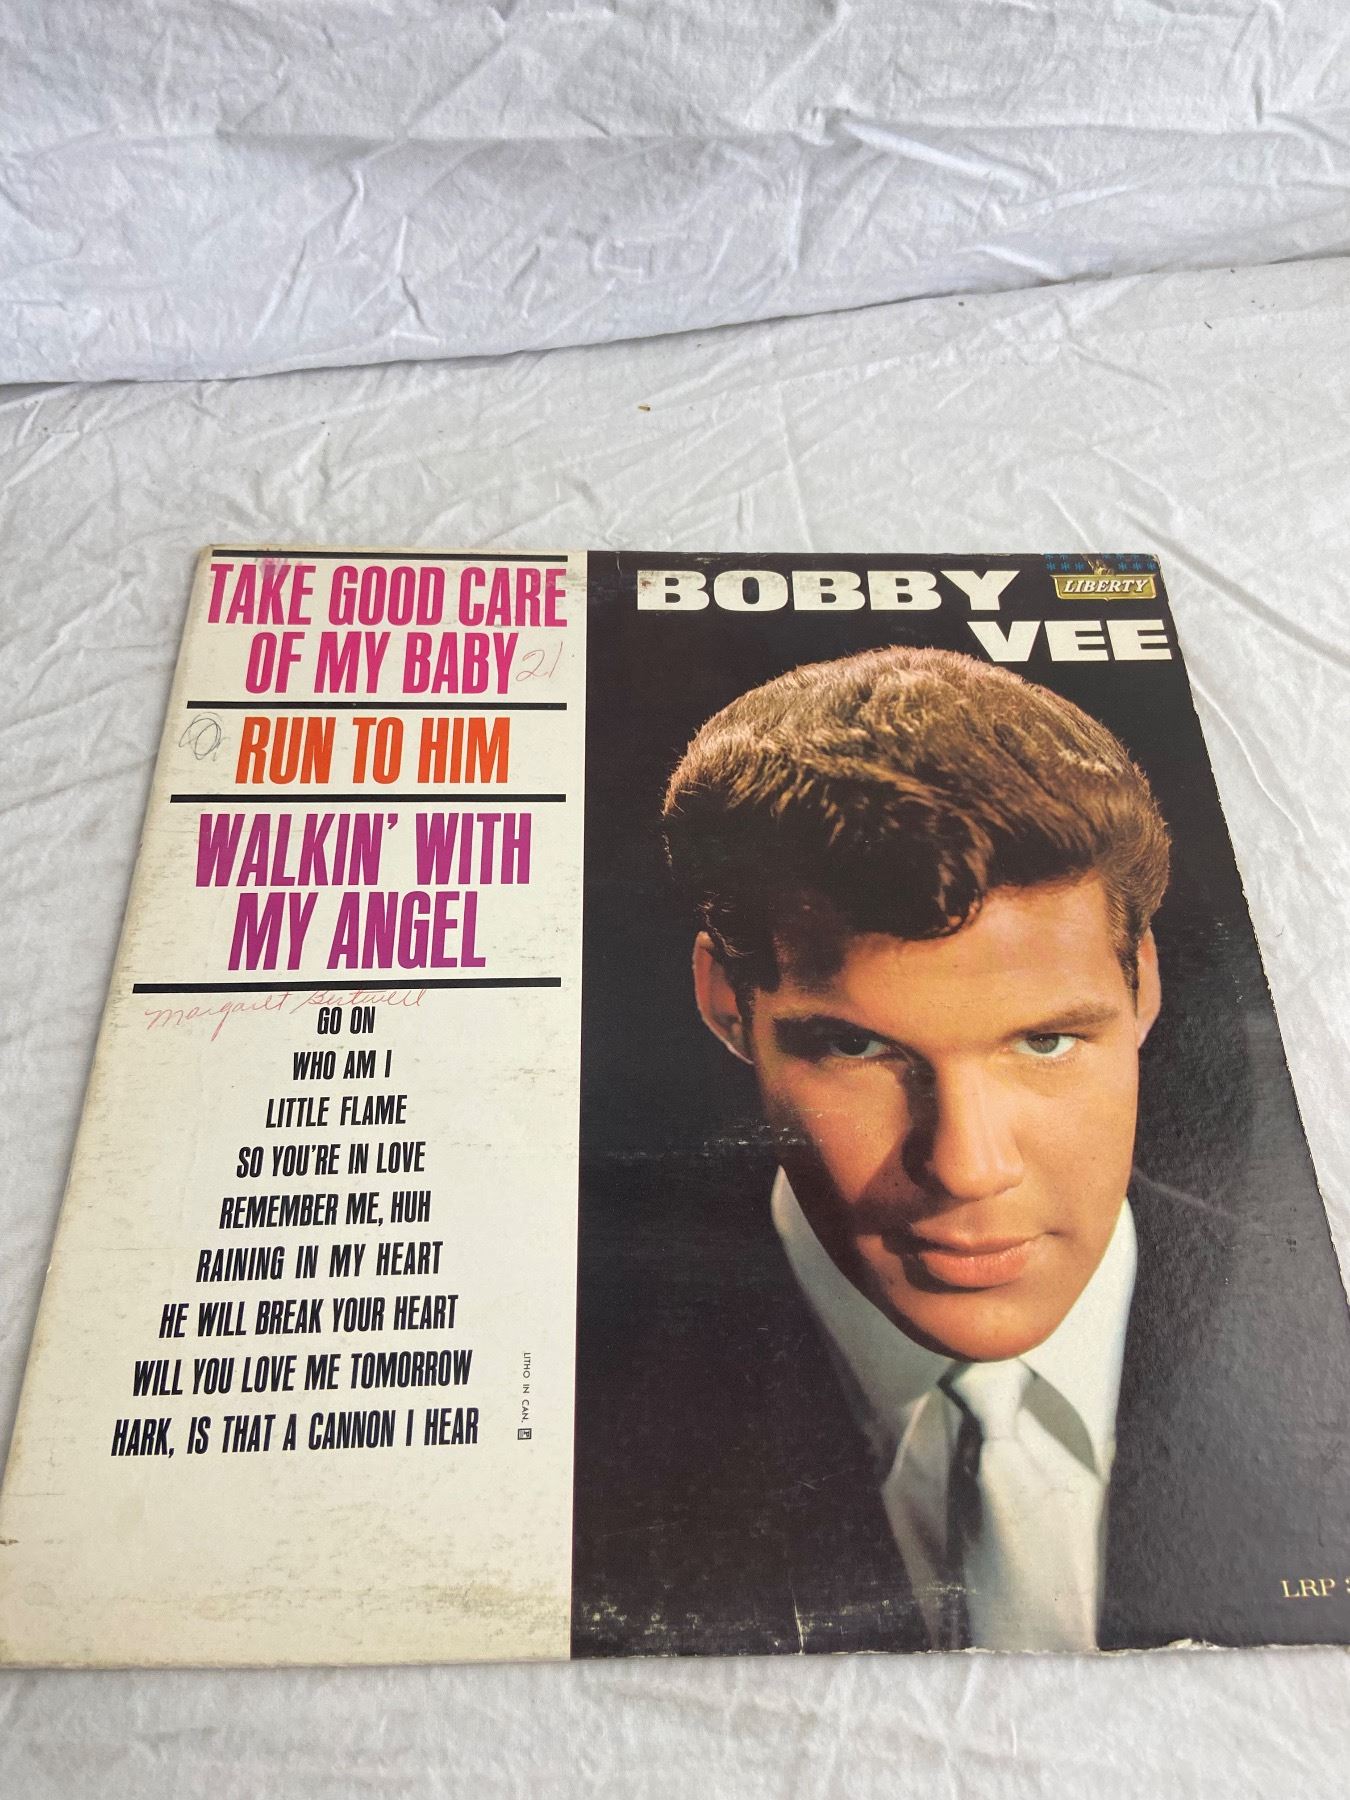 TAKE GOOD CARE
OF MY BABY
21
RUN TO HIM
WALKIN' WITH
MY ANGEL
Margaret
GO ON
WHO AM I
LITTLE FLAME
SO YOU'RE IN LOVE
REMEMBER ME, HUH
RAINING IN MY HEART
HE WILL BREAK YOUR HEART
WILL YOU LOVE ME TOMORROW
HARK, IS THAT A CANNON I HEAR
LITHO IN CAN.
BOBBY
VEE
LIBERTY
LRP